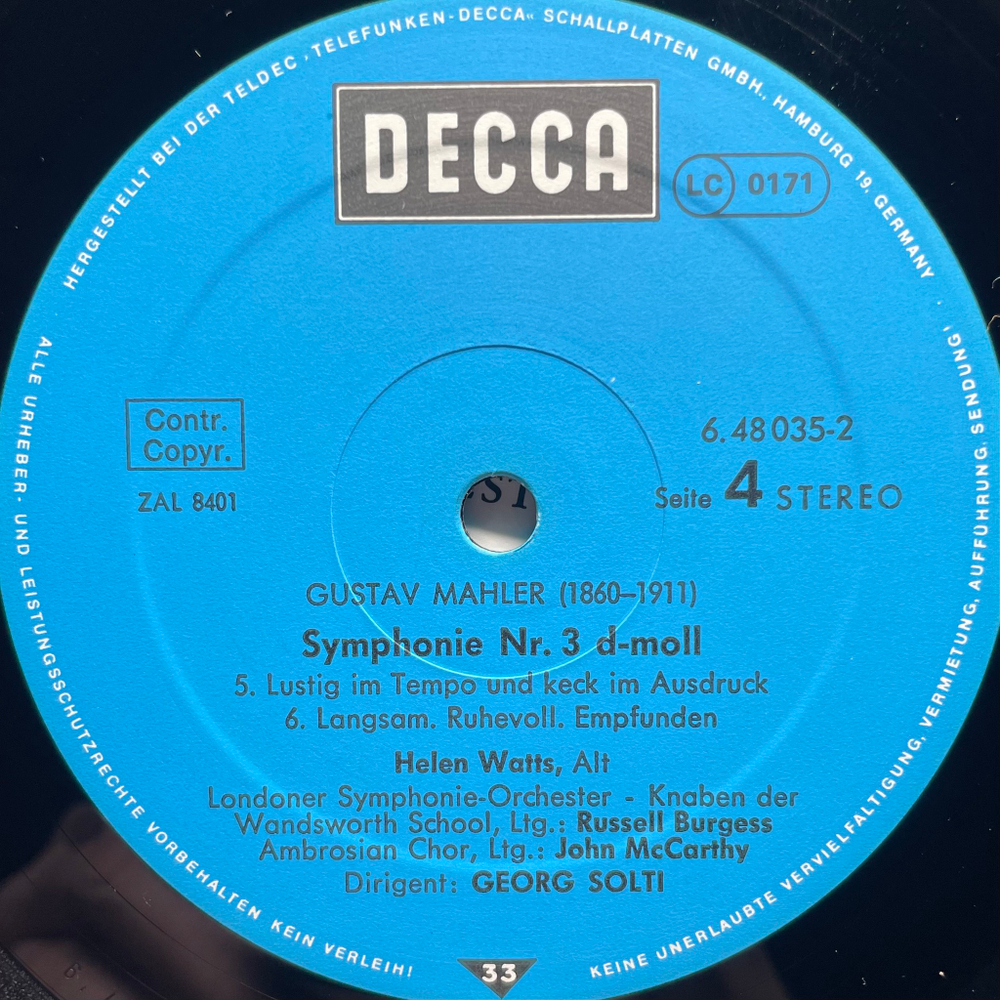 HERGESTELLT BEI DER TELDEC ›TELEFUNKEN-DECCA« SCHALLPLATTEN GMBH., HAMBURG 19, GERMANY
DECCA
LC 0171
Contr.
Copyr.
ZAL 8401
6.48035-2
Seite 4 STEREO
ST
GUSTAV MAHLER (1860–1911)
Symphonie Nr. 3 d-moll
5. Lustig im Tempo und keck im Ausdruck
6. Langsam. Ruhevoll. Empfunden
Helen Watts, Alt
Londoner Symphonie-Orchester - Knaben der
Wandsworth School, Ltg.: Russell Burgess
Ambrosian Chor, Ltg.: John McCarthy
Dirigent: GEORG SOLTI
ALLE URHEBER- UND LEISTUNGSSCHUTZRECHTE VORBEHALTEN KEIN VERLEIH!
33
KEINE UNERLAUBTE VERVIELFÄLTIGUNG, VERMIETUNG, AUFFÜHRUNG, SENDUNG!